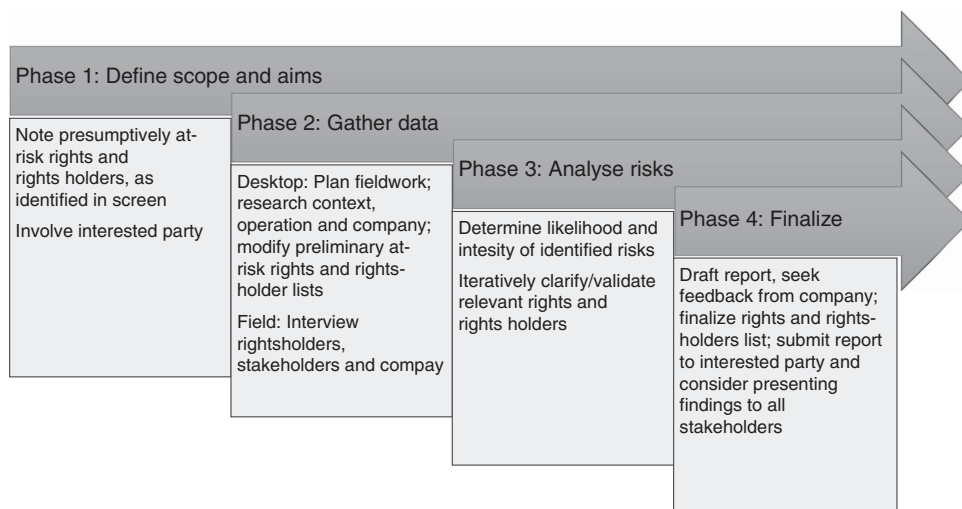 Phase 1: Define scope and aims
Note presumptively at-
risk rights and
rights holders, as
identified in screen
Involve interested party
Phase 2: Gather data
Desktop: Plan fieldwork;
research context,
operation and company;
modify preliminary at-
risk rights and rights-
holder lists
Field: Interview
rightsholders,
stakeholders and compay
Phase 3: Analyse risks
Determine likelihood and
intesity of identified risks
Iteratively clarify/validate
relevant rights and
rights holders
Phase 4: Finalize
Draft report, seek
feedback from company;
finalize rights and rights-
holders list; submit report
to interested party and
consider presenting
findings to all
stakeholders